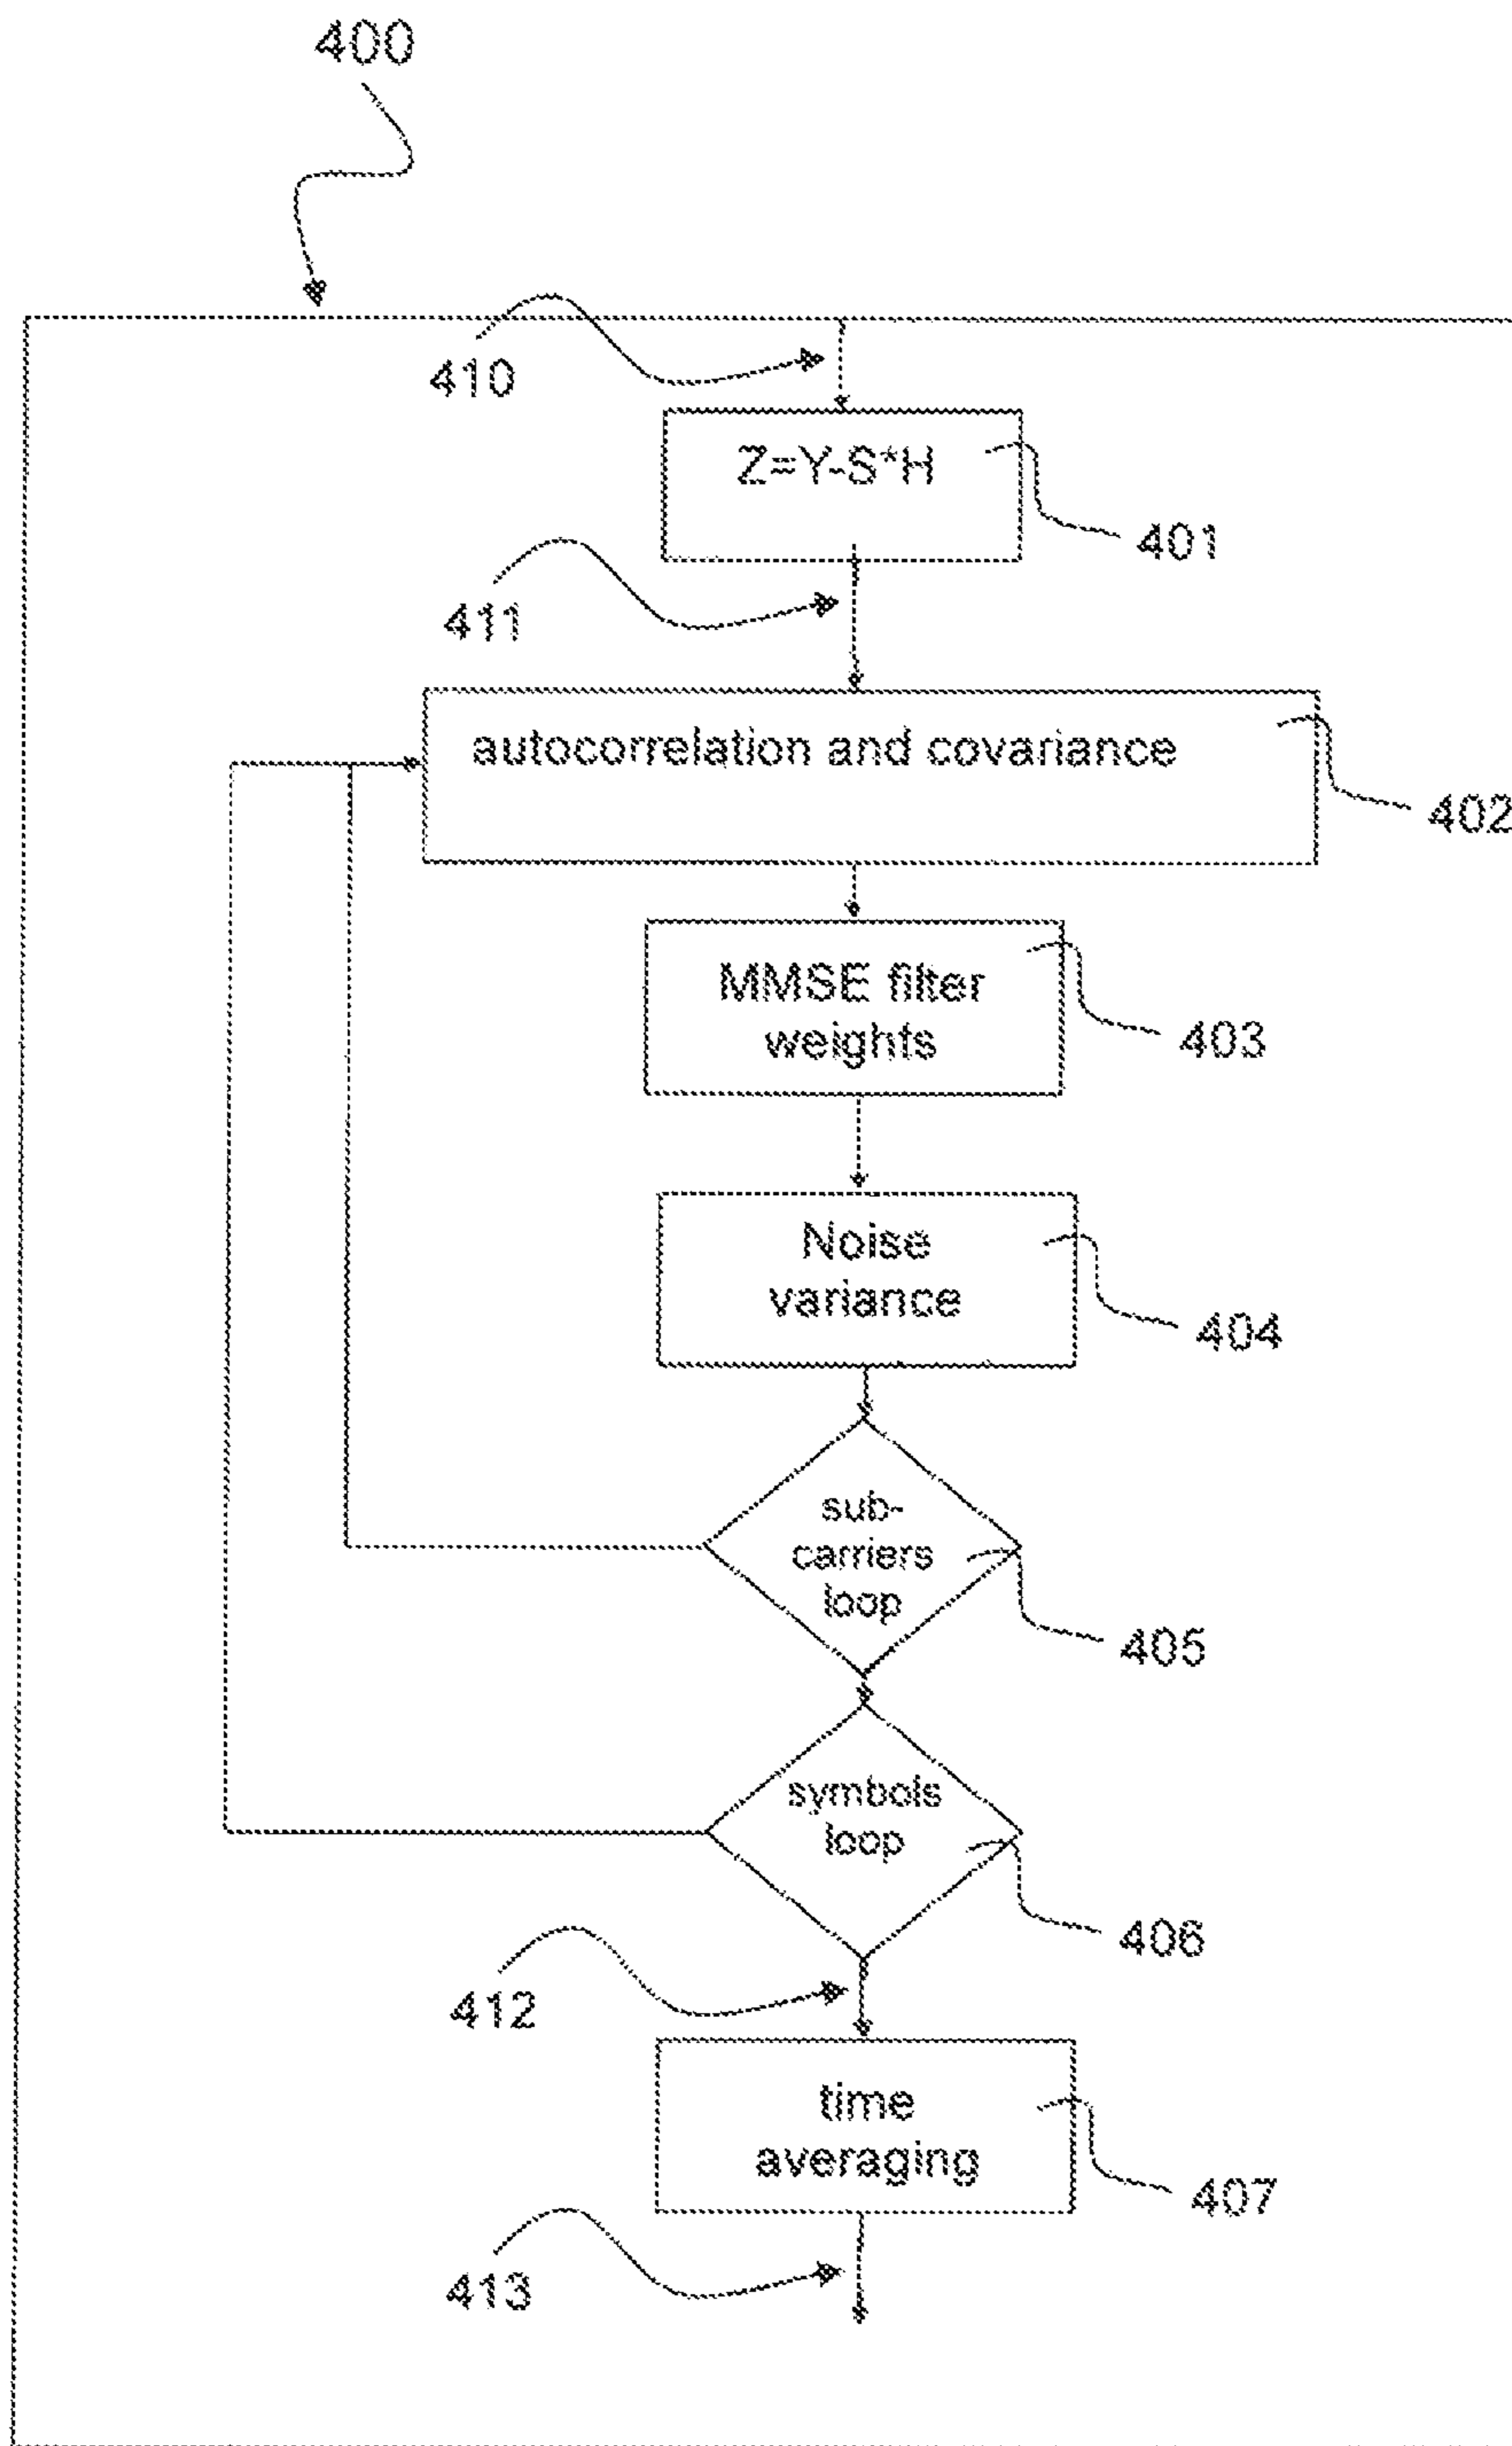 400
410
Z=Y-S*H
401
411
autocorrelation and covariance
402
MMSE filter
weights
403
Noise
variance
404
sub-
carriers
loop
405
symbols
loop
406
412
time
averaging
407
413